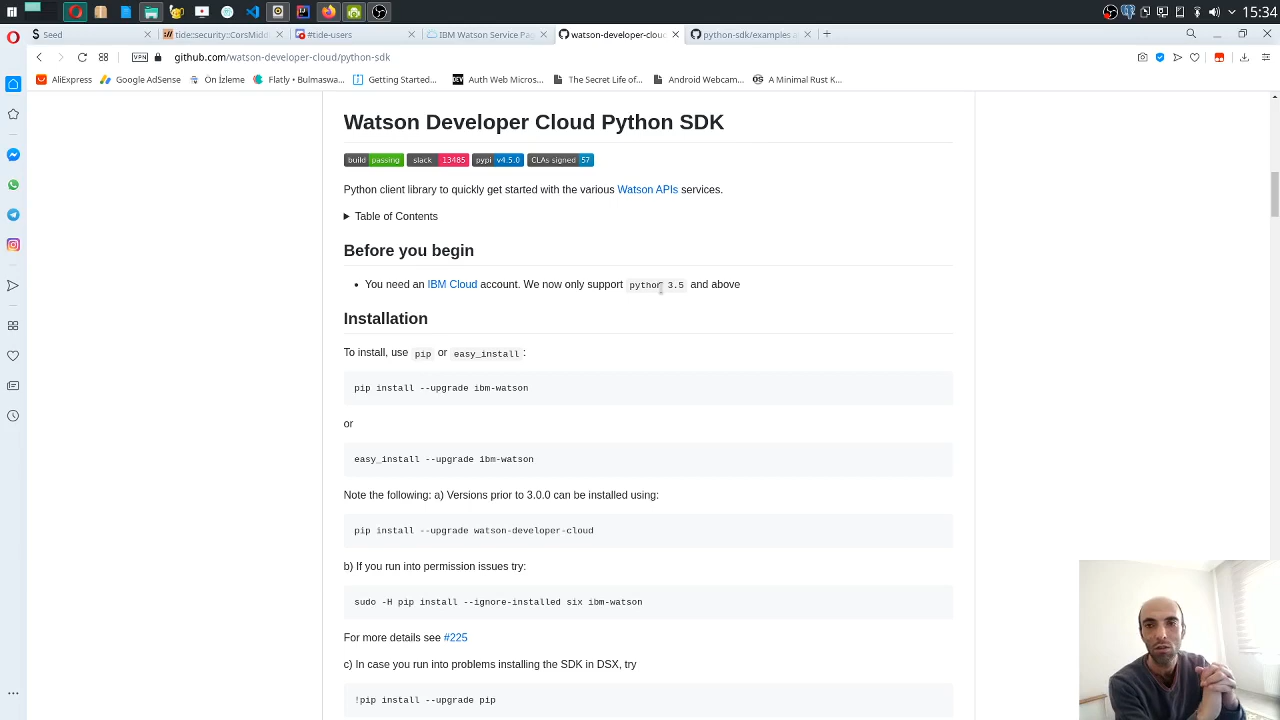 15:34
Seed
tide::security::CorsMiddl
#tide-users
IBM Watson Service Pag
watson-developer-clou
python-sdk/examples a
VPN github.com/watson-developer-cloud/python-sdk
AliExpress Google AdSense Ön İzleme Flatly • Bulmaswa... Getting Started... DEV Auth Web Micros... The Secret Life of... Android Webcam... A Minimal Rust K...
Watson Developer Cloud Python SDK
build passing slack 13485 pypi v4.5.0 CLAs signed 57
Python client library to quickly get started with the various Watson APIs services.
Table of Contents
Before you begin
• You need an IBM Cloud account. We now only support python 3.5 and above
Installation
To install, use pip or easy_install :
pip install --upgrade ibm-watson
or
easy_install --upgrade ibm-watson
Note the following: a) Versions prior to 3.0.0 can be installed using:
pip install --upgrade watson-developer-cloud
b) If you run into permission issues try:
sudo -H pip install --ignore-installed six ibm-watson
For more details see #225
c) In case you run into problems installing the SDK in DSX, try
!pip install --upgrade pip